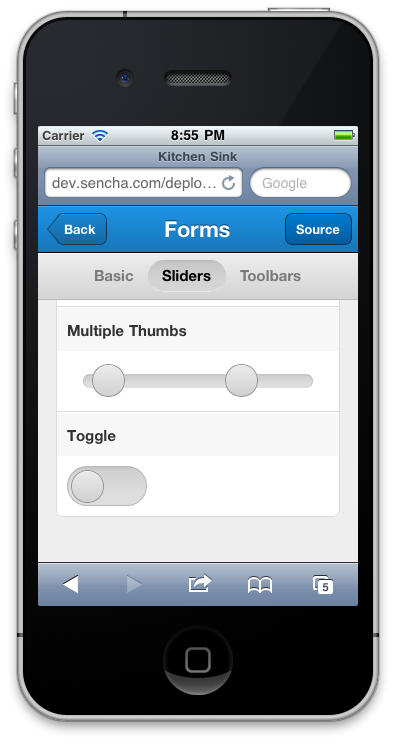 Carrier 8:55 PM
Kitchen Sink
dev.sencha.com/deplo... Google
Back Forms Source
Basic Sliders Toolbars
Multiple Thumbs
Toggle
5